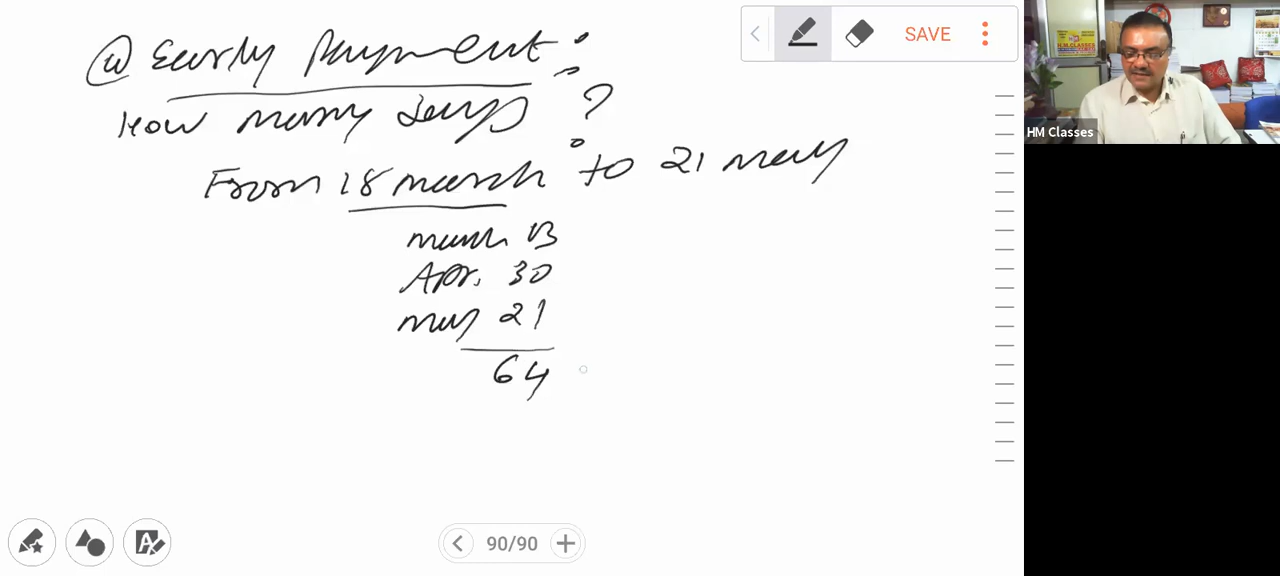 @ Early Payment :
How many days ?
From 18 march to 21 may
march 13
Apr. 30
may 21
64
SAVE
90/90
H.M.CLASSES
HM Classes